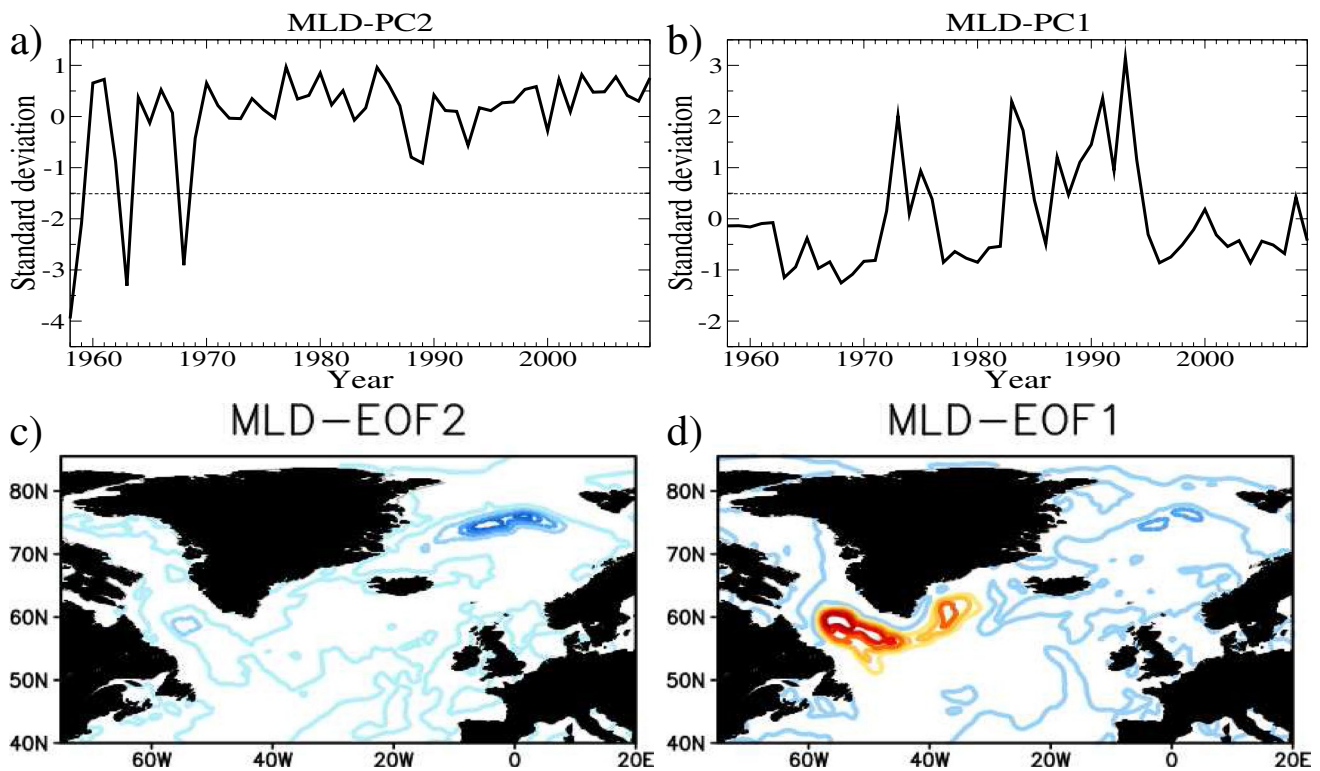 a) MLD-PC2
Standard deviation
1
0
-1
-2
-3
-4
1960 1970 1980 1990 2000
Year
b) MLD-PC1
Standard deviation
3
2
1
0
-1
-2
1960 1970 1980 1990 2000
Year
c) MLD-EOF2
80N
70N
60N
50N
40N
60W 40W 20W 0 20E
d) MLD-EOF1
80N
70N
60N
50N
40N
60W 40W 20W 0 20E